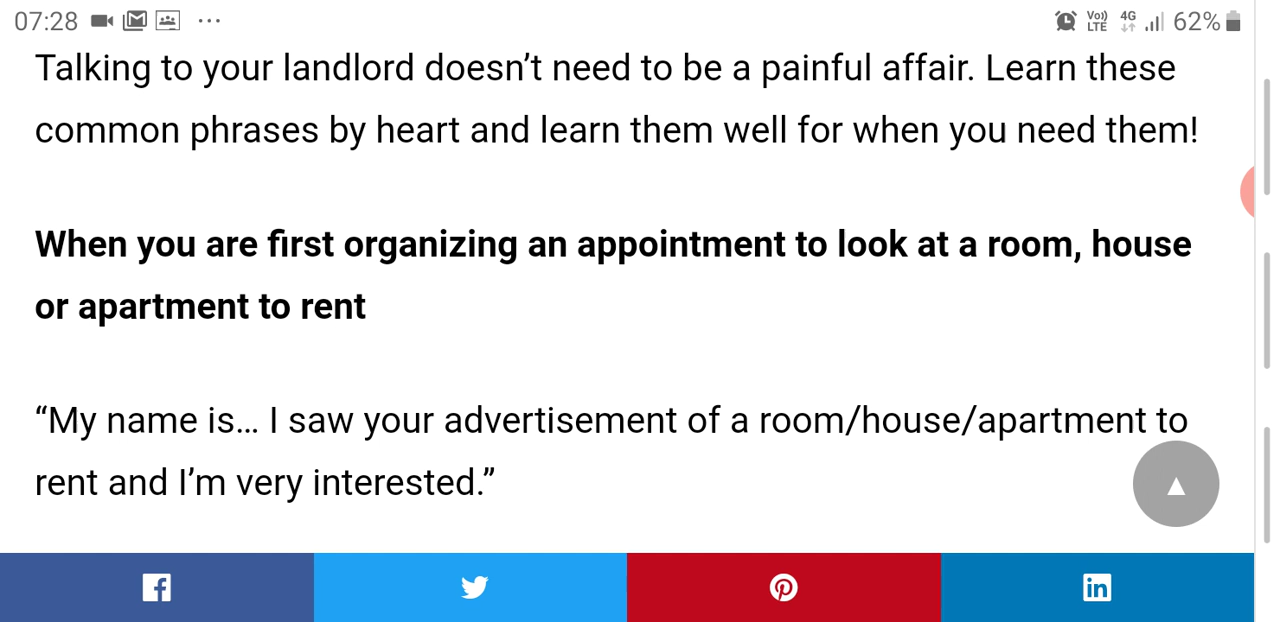 07:28 ... Vo)) LTE 4G 62%
Talking to your landlord doesn’t need to be a painful affair. Learn these
common phrases by heart and learn them well for when you need them!
When you are first organizing an appointment to look at a room, house
or apartment to rent
“My name is… I saw your advertisement of a room/house/apartment to
rent and I’m very interested.”